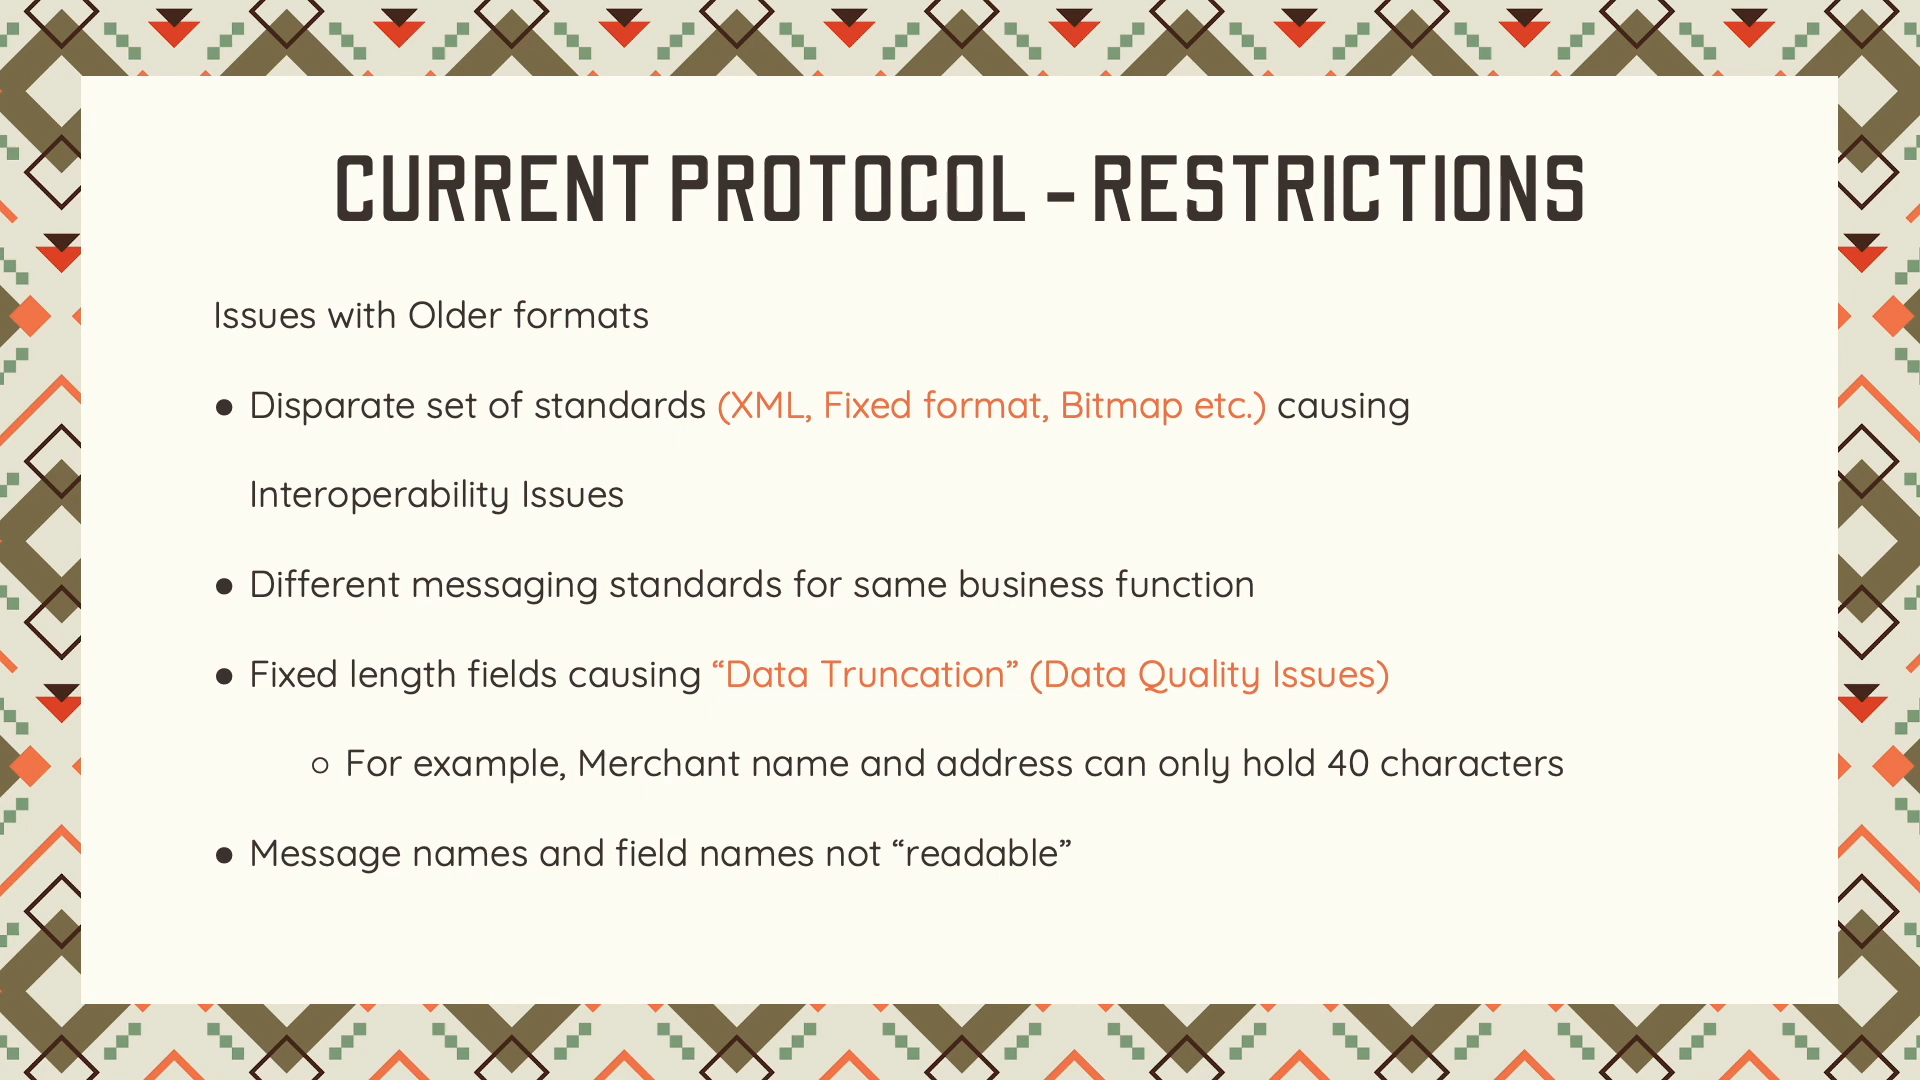 CURRENT PROTOCOL - RESTRICTIONS
Issues with Older formats
● Disparate set of standards (XML, Fixed format, Bitmap etc.) causing
Interoperability Issues
● Different messaging standards for same business function
● Fixed length fields causing “Data Truncation” (Data Quality Issues)
○ For example, Merchant name and address can only hold 40 characters
● Message names and field names not “readable”